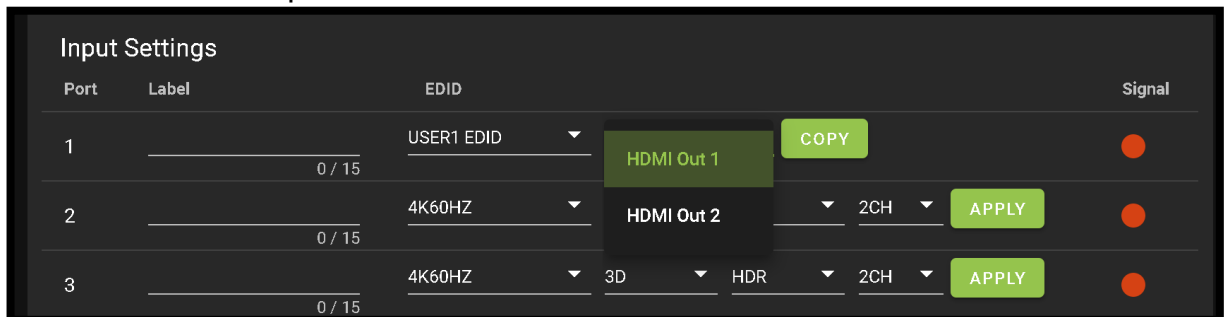 Input Settings
Port Label EDID Signal
1 USER1 EDID COPY
0 / 15
HDMI Out 1
2 4K60HZ HDMI Out 2 2CH APPLY
0 / 15
3 4K60HZ 3D HDR 2CH APPLY
0 / 15